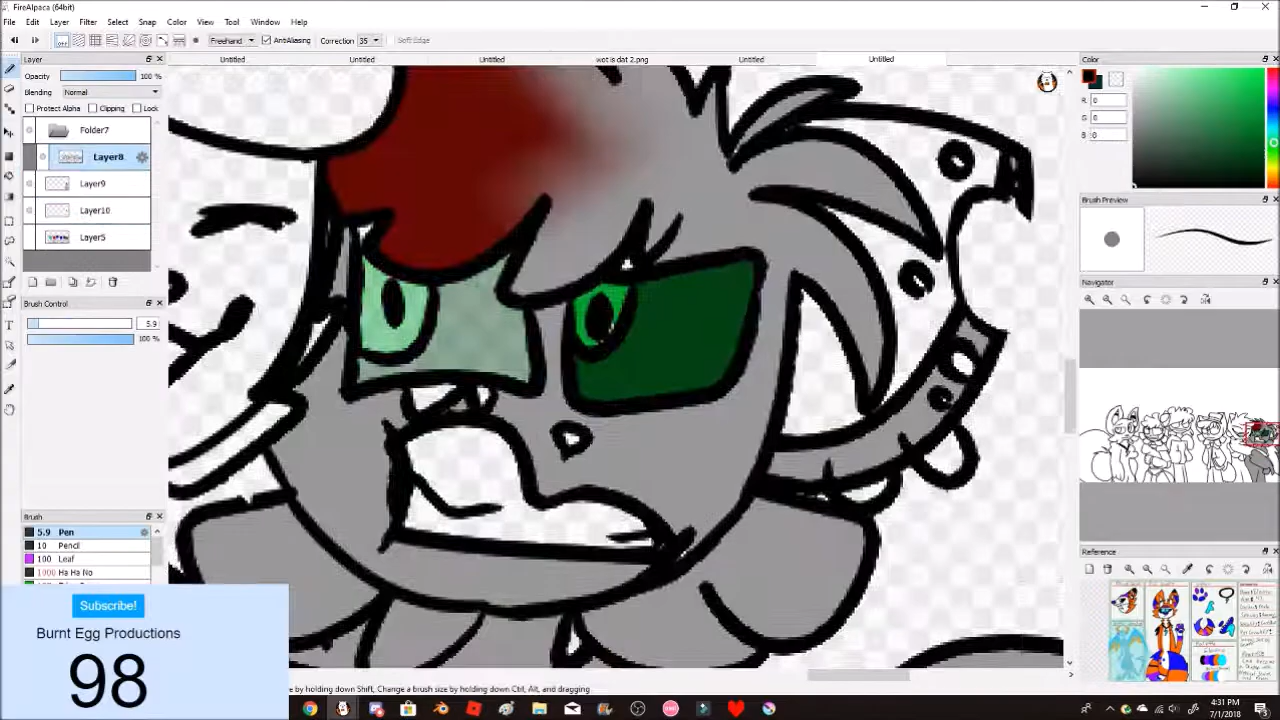 FireAlpaca (64bit)
File Edit Layer Filter Select Snap Color View Tool Window Help
Freehand AntiAliasing Correction 35 Soft Edge
Layer
Untitled Untitled Untitled wot is dat 2.png Untitled Untitled
Color
Opacity 100 %
Blending Normal
Protect Alpha Clipping Lock
R: 0
G: 0
B: 0
Folder7
Layer8
Layer9
Layer10
Layer5
Brush Preview
Navigator
Brush Control
5.9
100 %
Brush
5.9 Pen
10 Pencil
100 Leaf
1000 Ha Ha No
Reference
Subscribe!
Burnt Egg Productions
98
e by holding down Shift, Change a brush size by holding down Ctrl, Alt, and dragging
4:31 PM
7/1/2018